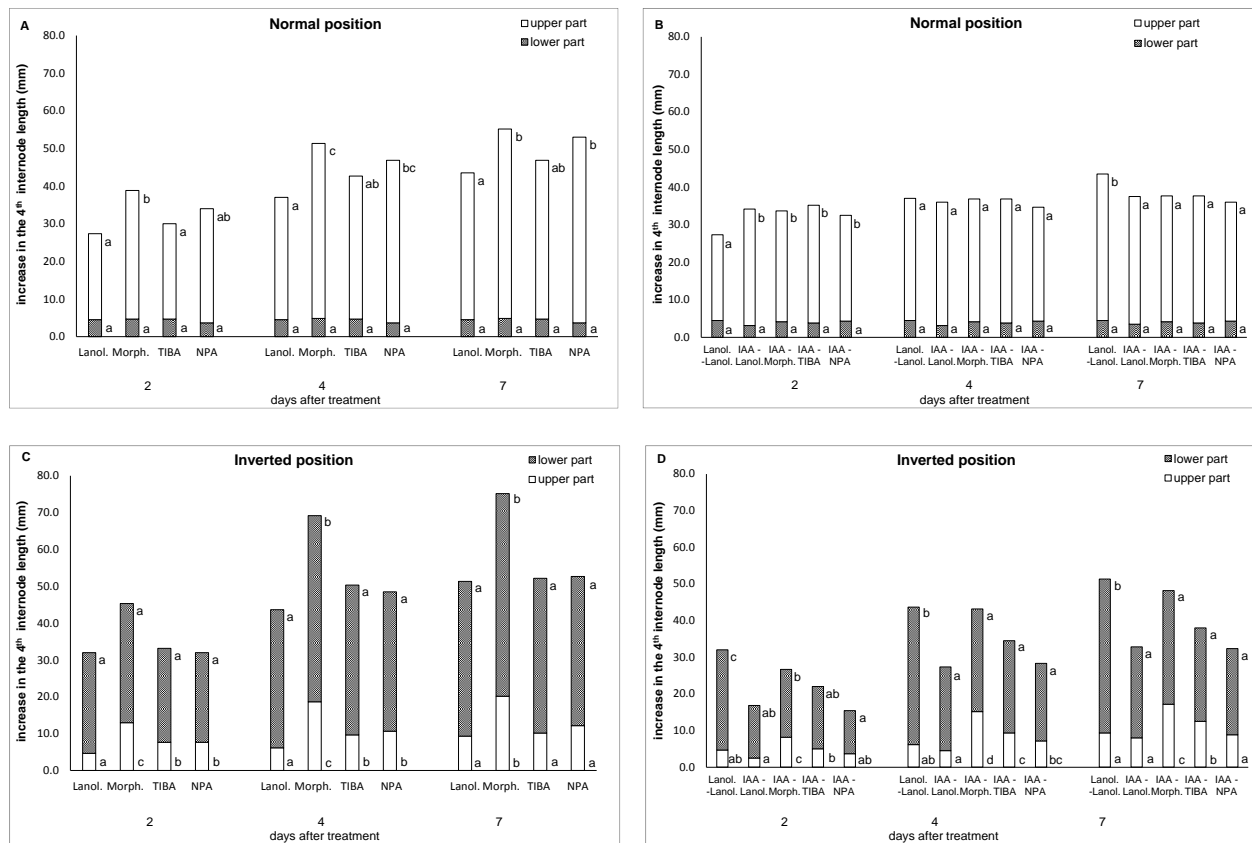 A
Normal position
upper part
lower part
increase in the 4th internode length (mm)
80.0
70.0
60.0
50.0
40.0
30.0
20.0
10.0
0.0
a b a ab
a c ab bc
a b ab b
a a a a
a a a a
a a a a
Lanol. Morph. TIBA NPA
Lanol. Morph. TIBA NPA
Lanol. Morph. TIBA NPA
2 4 7
days after treatment
B
Normal position
upper part
lower part
increase in 4th internode length (mm)
80.0
70.0
60.0
50.0
40.0
30.0
20.0
10.0
0.0
a b b b b
a a a a a
b a a a a
a a a a a
a a a a a
a a a a a
Lanol. IAA - IAA - IAA - IAA -
-Lanol. Lanol. Morph. TIBA NPA
Lanol. IAA - IAA - IAA - IAA -
-Lanol. Lanol. Morph. TIBA NPA
Lanol. IAA - IAA - IAA - IAA -
-Lanol. Lanol. Morph. TIBA NPA
2 4 7
days after treatment
C
Inverted position
lower part
upper part
increase in the 4th internode length (mm)
80.0
70.0
60.0
50.0
40.0
30.0
20.0
10.0
0.0
a a a a
a b a a
a b a a
a c b b
a c b b
a b a a
Lanol. Morph. TIBA NPA
Lanol. Morph. TIBA NPA
Lanol. Morph. TIBA NPA
2 4 7
days after treatment
D
Inverted position
lower part
upper part
increase in the 4th internode length (mm)
80.0
70.0
60.0
50.0
40.0
30.0
20.0
10.0
0.0
c ab b ab a
b a a a a
b a a a a
ab a c b ab
ab a d c bc
a a c b a
Lanol. IAA - IAA - IAA - IAA -
-Lanol. Lanol. Morph. TIBA NPA
Lanol. IAA - IAA - IAA - IAA -
-Lanol. Lanol. Morph. TIBA NPA
Lanol. IAA - IAA - IAA - IAA -
-Lanol. Lanol. Morph. TIBA NPA
2 4 7
days after treatment